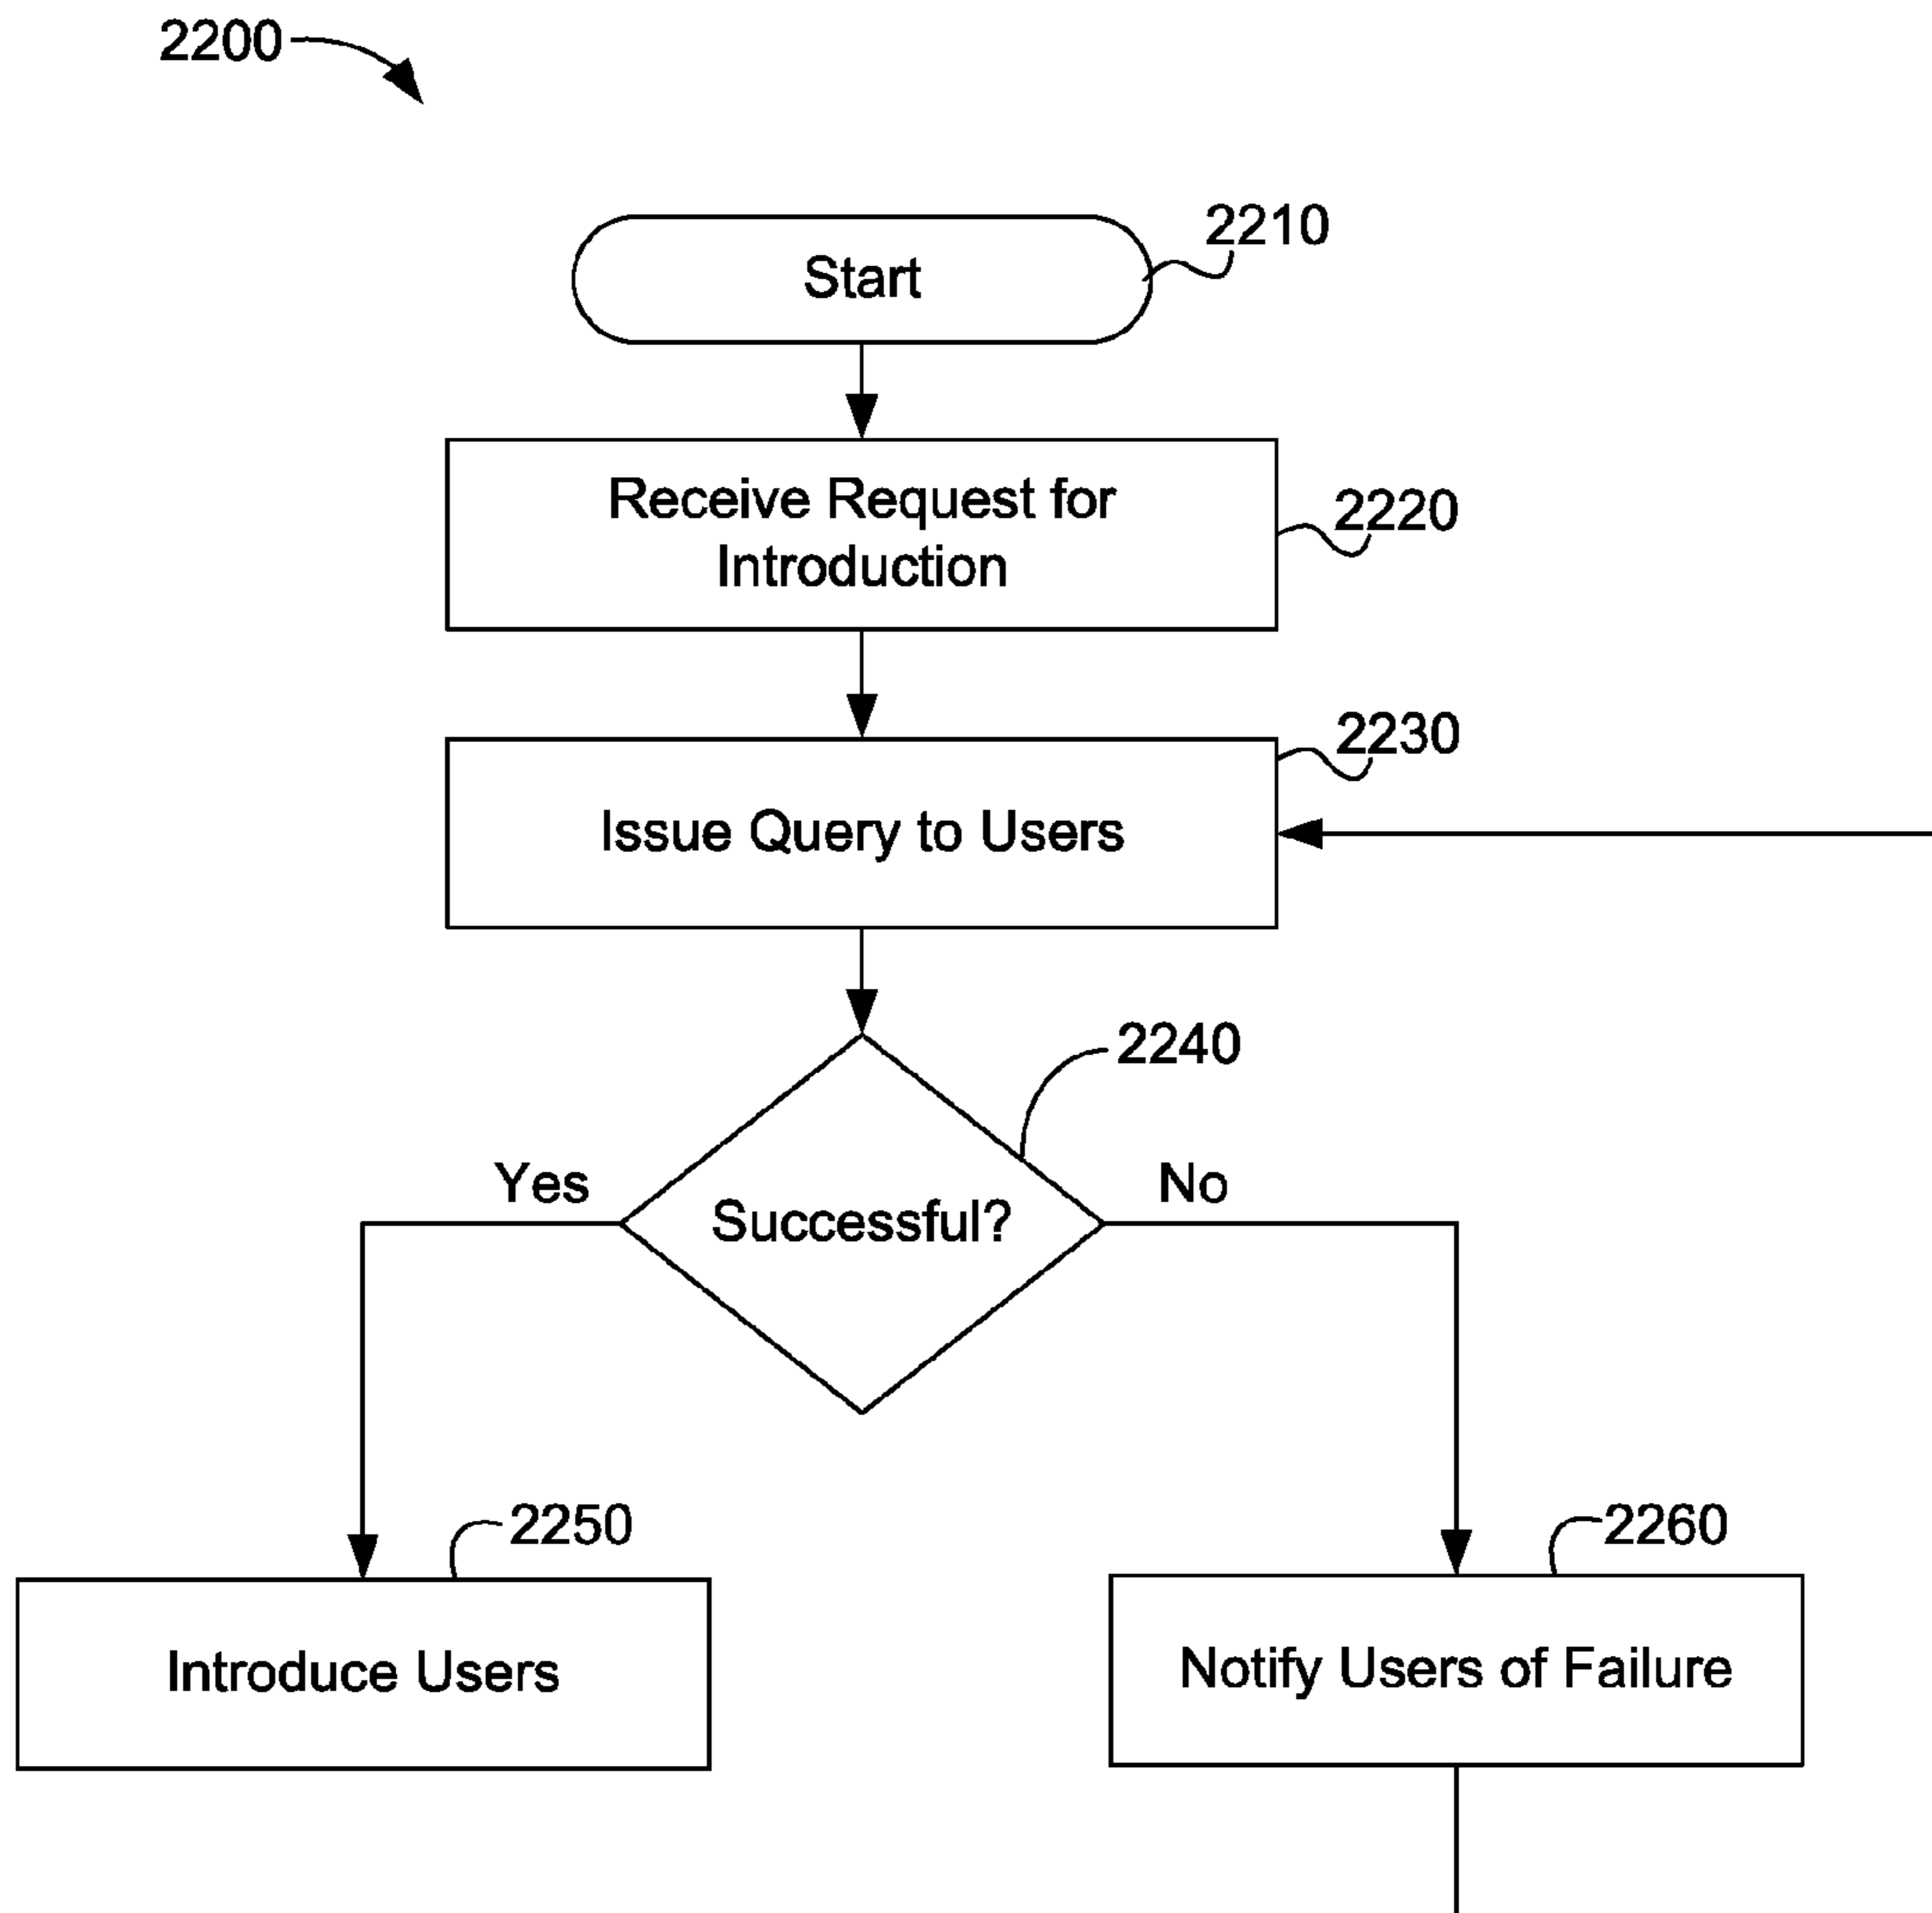 2200
2210
Start
Receive Request for
Introduction
2220
2230
Issue Query to Users
2240
Yes
No
Successful?
2250
2260
Introduce Users
Notify Users of Failure